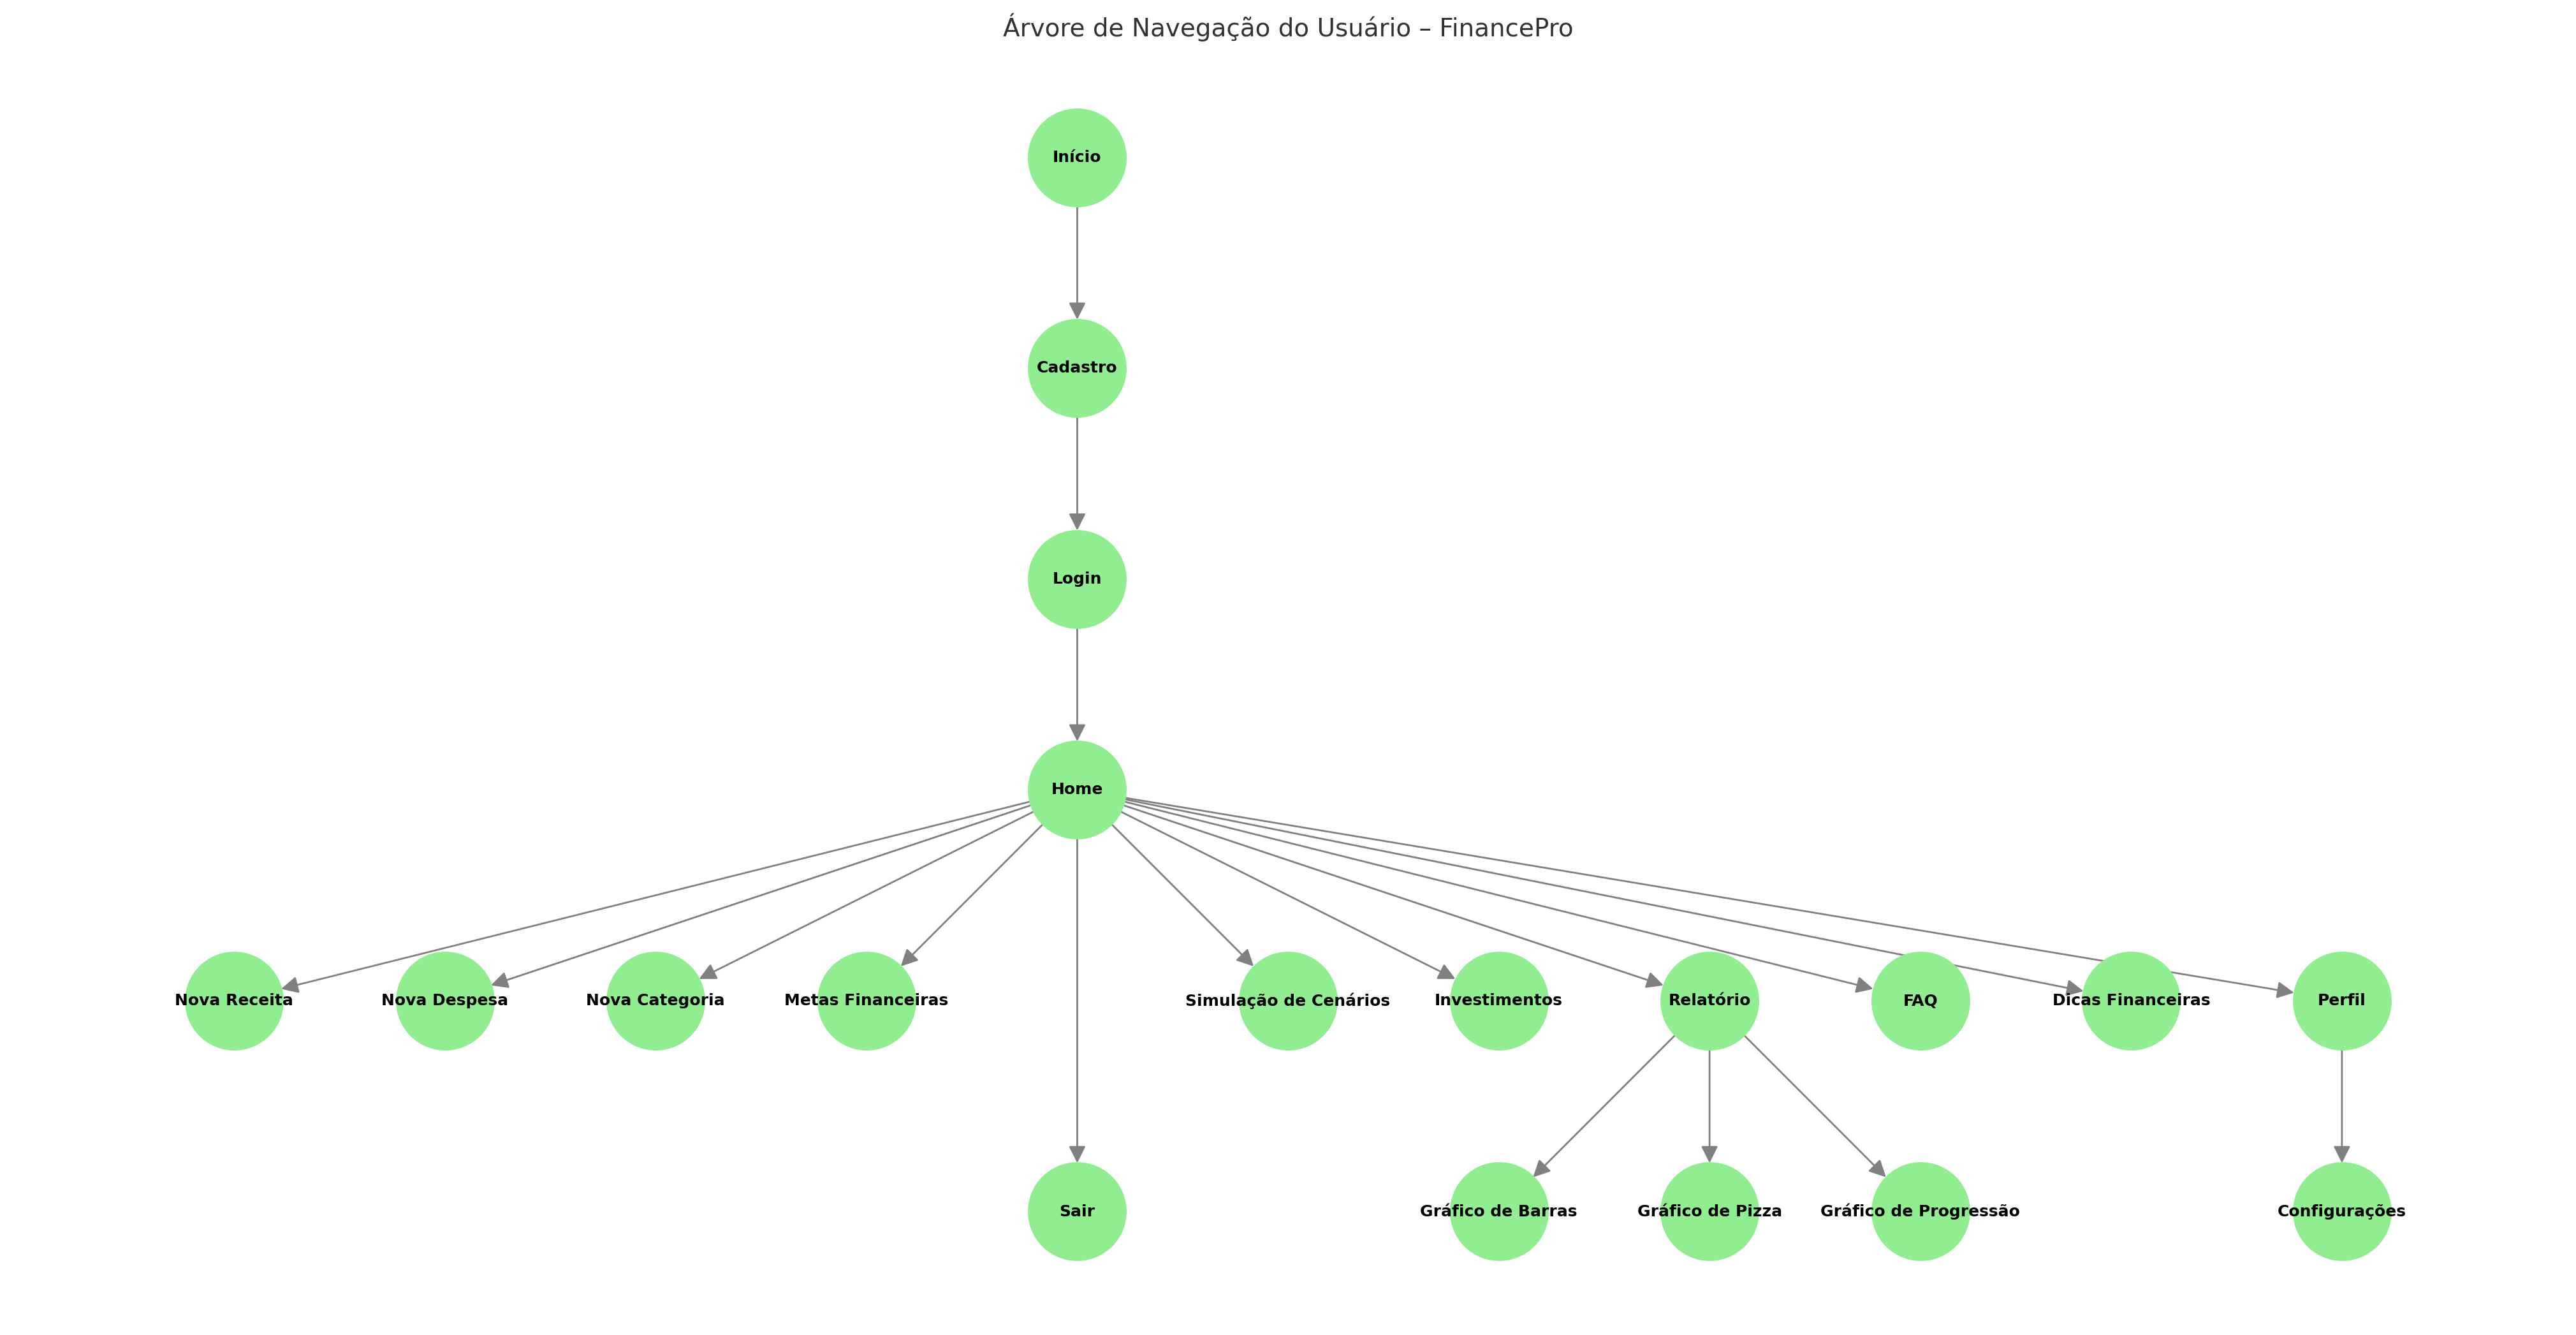 Árvore de Navegação do Usuário – FinancePro
Início
Cadastro
Login
Home
Nova Receita
Nova Despesa
Nova Categoria
Metas Financeiras
Simulação de Cenários
Investimentos
Relatório
FAQ
Dicas Financeiras
Perfil
Sair
Gráfico de Barras
Gráfico de Pizza
Gráfico de Progressão
Configurações